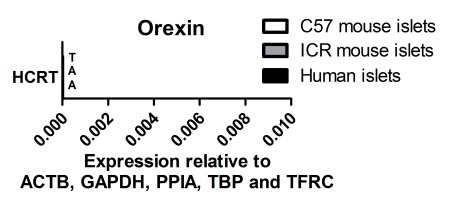 Orexin
C57 mouse islets
ICR mouse islets
Human islets
HCRT
T
A
A
0.000
0.002
0.004
0.006
0.008
0.010
Expression relative to
ACTB, GAPDH, PPIA, TBP and TFRC